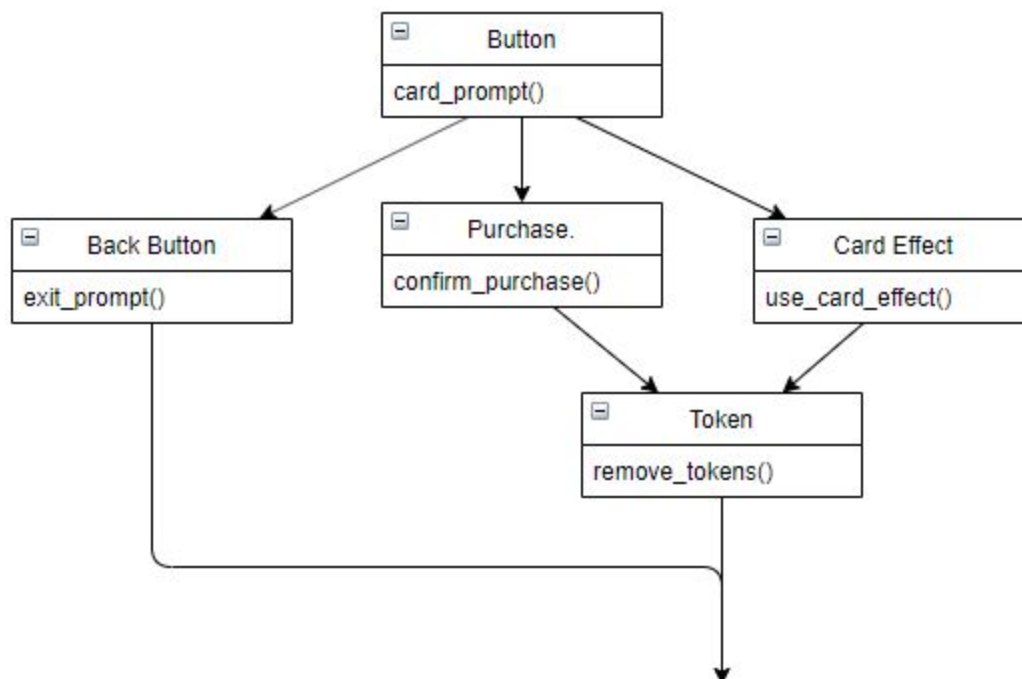 Button
card_prompt()
Back Button
exit_prompt()
Purchase.
confirm_purchase()
Card Effect
use_card_effect()
Token
remove_tokens()